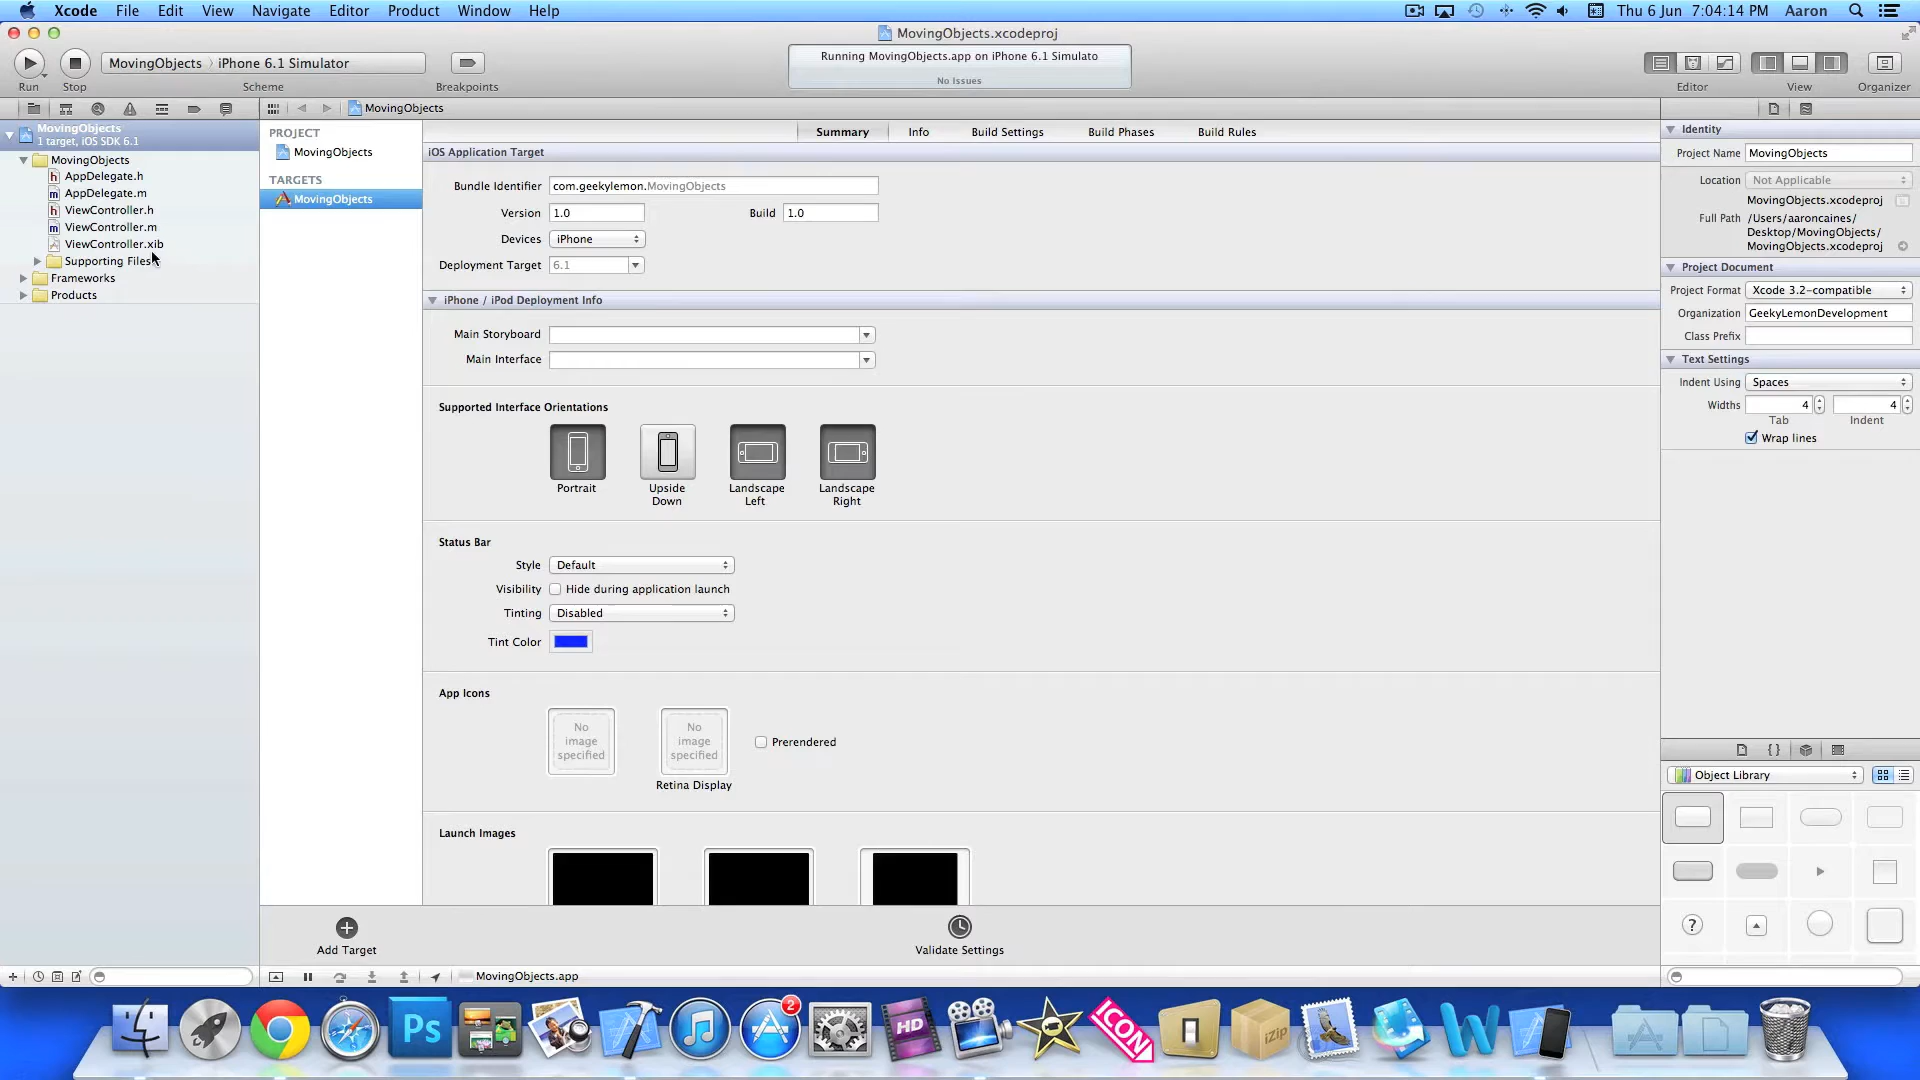 Xcode File Edit View Navigate Editor Product Window Help Thu 6 Jun 7:04:14 PM Aaron
MovingObjects.xcodeproj
MovingObjects iPhone 6.1 Simulator
Running MovingObjects.app on iPhone 6.1 Simulato
No Issues
Run Stop Scheme Breakpoints Editor View Organizer
MovingObjects
MovingObjects
1 target, iOS SDK 6.1
MovingObjects
AppDelegate.h
AppDelegate.m
ViewController.h
ViewController.m
ViewController.xib
Supporting Files
Frameworks
Products
PROJECT
MovingObjects
TARGETS
MovingObjects
Summary Info Build Settings Build Phases Build Rules
iOS Application Target
Bundle Identifier com.geekylemon.MovingObjects
Version 1.0 Build 1.0
Devices iPhone
Deployment Target 6.1
iPhone / iPod Deployment Info
Main Storyboard
Main Interface
Supported Interface Orientations
Portrait
Upside Down
Landscape Left
Landscape Right
Status Bar
Style Default
Visibility Hide during application launch
Tinting Disabled
Tint Color
App Icons
No image specified
No image specified
Prerendered
Retina Display
Launch Images
Add Target
Validate Settings
MovingObjects.app
Identity
Project Name MovingObjects
Location Not Applicable
MovingObjects.xcodeproj
Full Path /Users/aaroncaines/
Desktop/MovingObjects/
MovingObjects.xcodeproj
Project Document
Project Format Xcode 3.2-compatible
Organization GeekyLemonDevelopment
Class Prefix
Text Settings
Indent Using Spaces
Widths 4 4
Tab Indent
Wrap lines
{ }
Object Library
?
Ps
2
HD
ICON
iZip
W